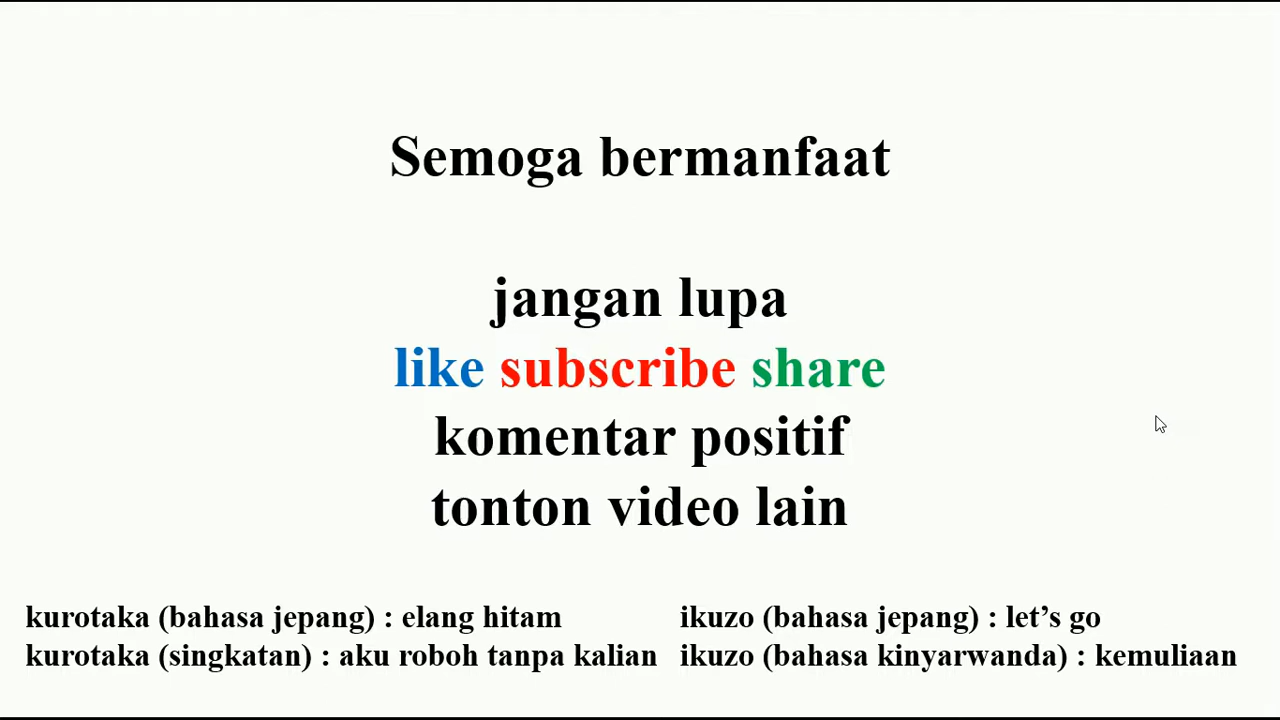 Semoga bermanfaat
jangan lupa
like subscribe share
komentar positif
tonton video lain
kurotaka (bahasa jepang) : elang hitam
kurotaka (singkatan) : aku roboh tanpa kalian
ikuzo (bahasa jepang) : let’s go
ikuzo (bahasa kinyarwanda) : kemuliaan